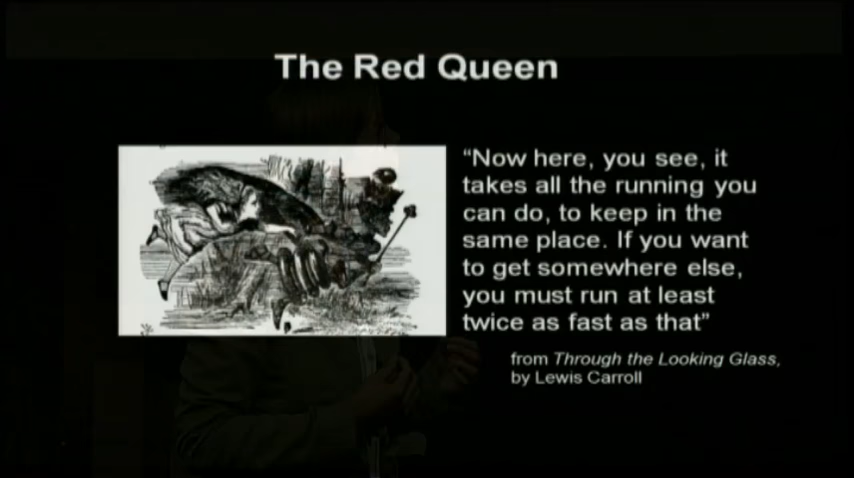 The Red Queen
“Now here, you see, it
takes all the running you
can do, to keep in the
same place. If you want
to get somewhere else,
you must run at least
twice as fast as that”
from Through the Looking Glass,
by Lewis Carroll